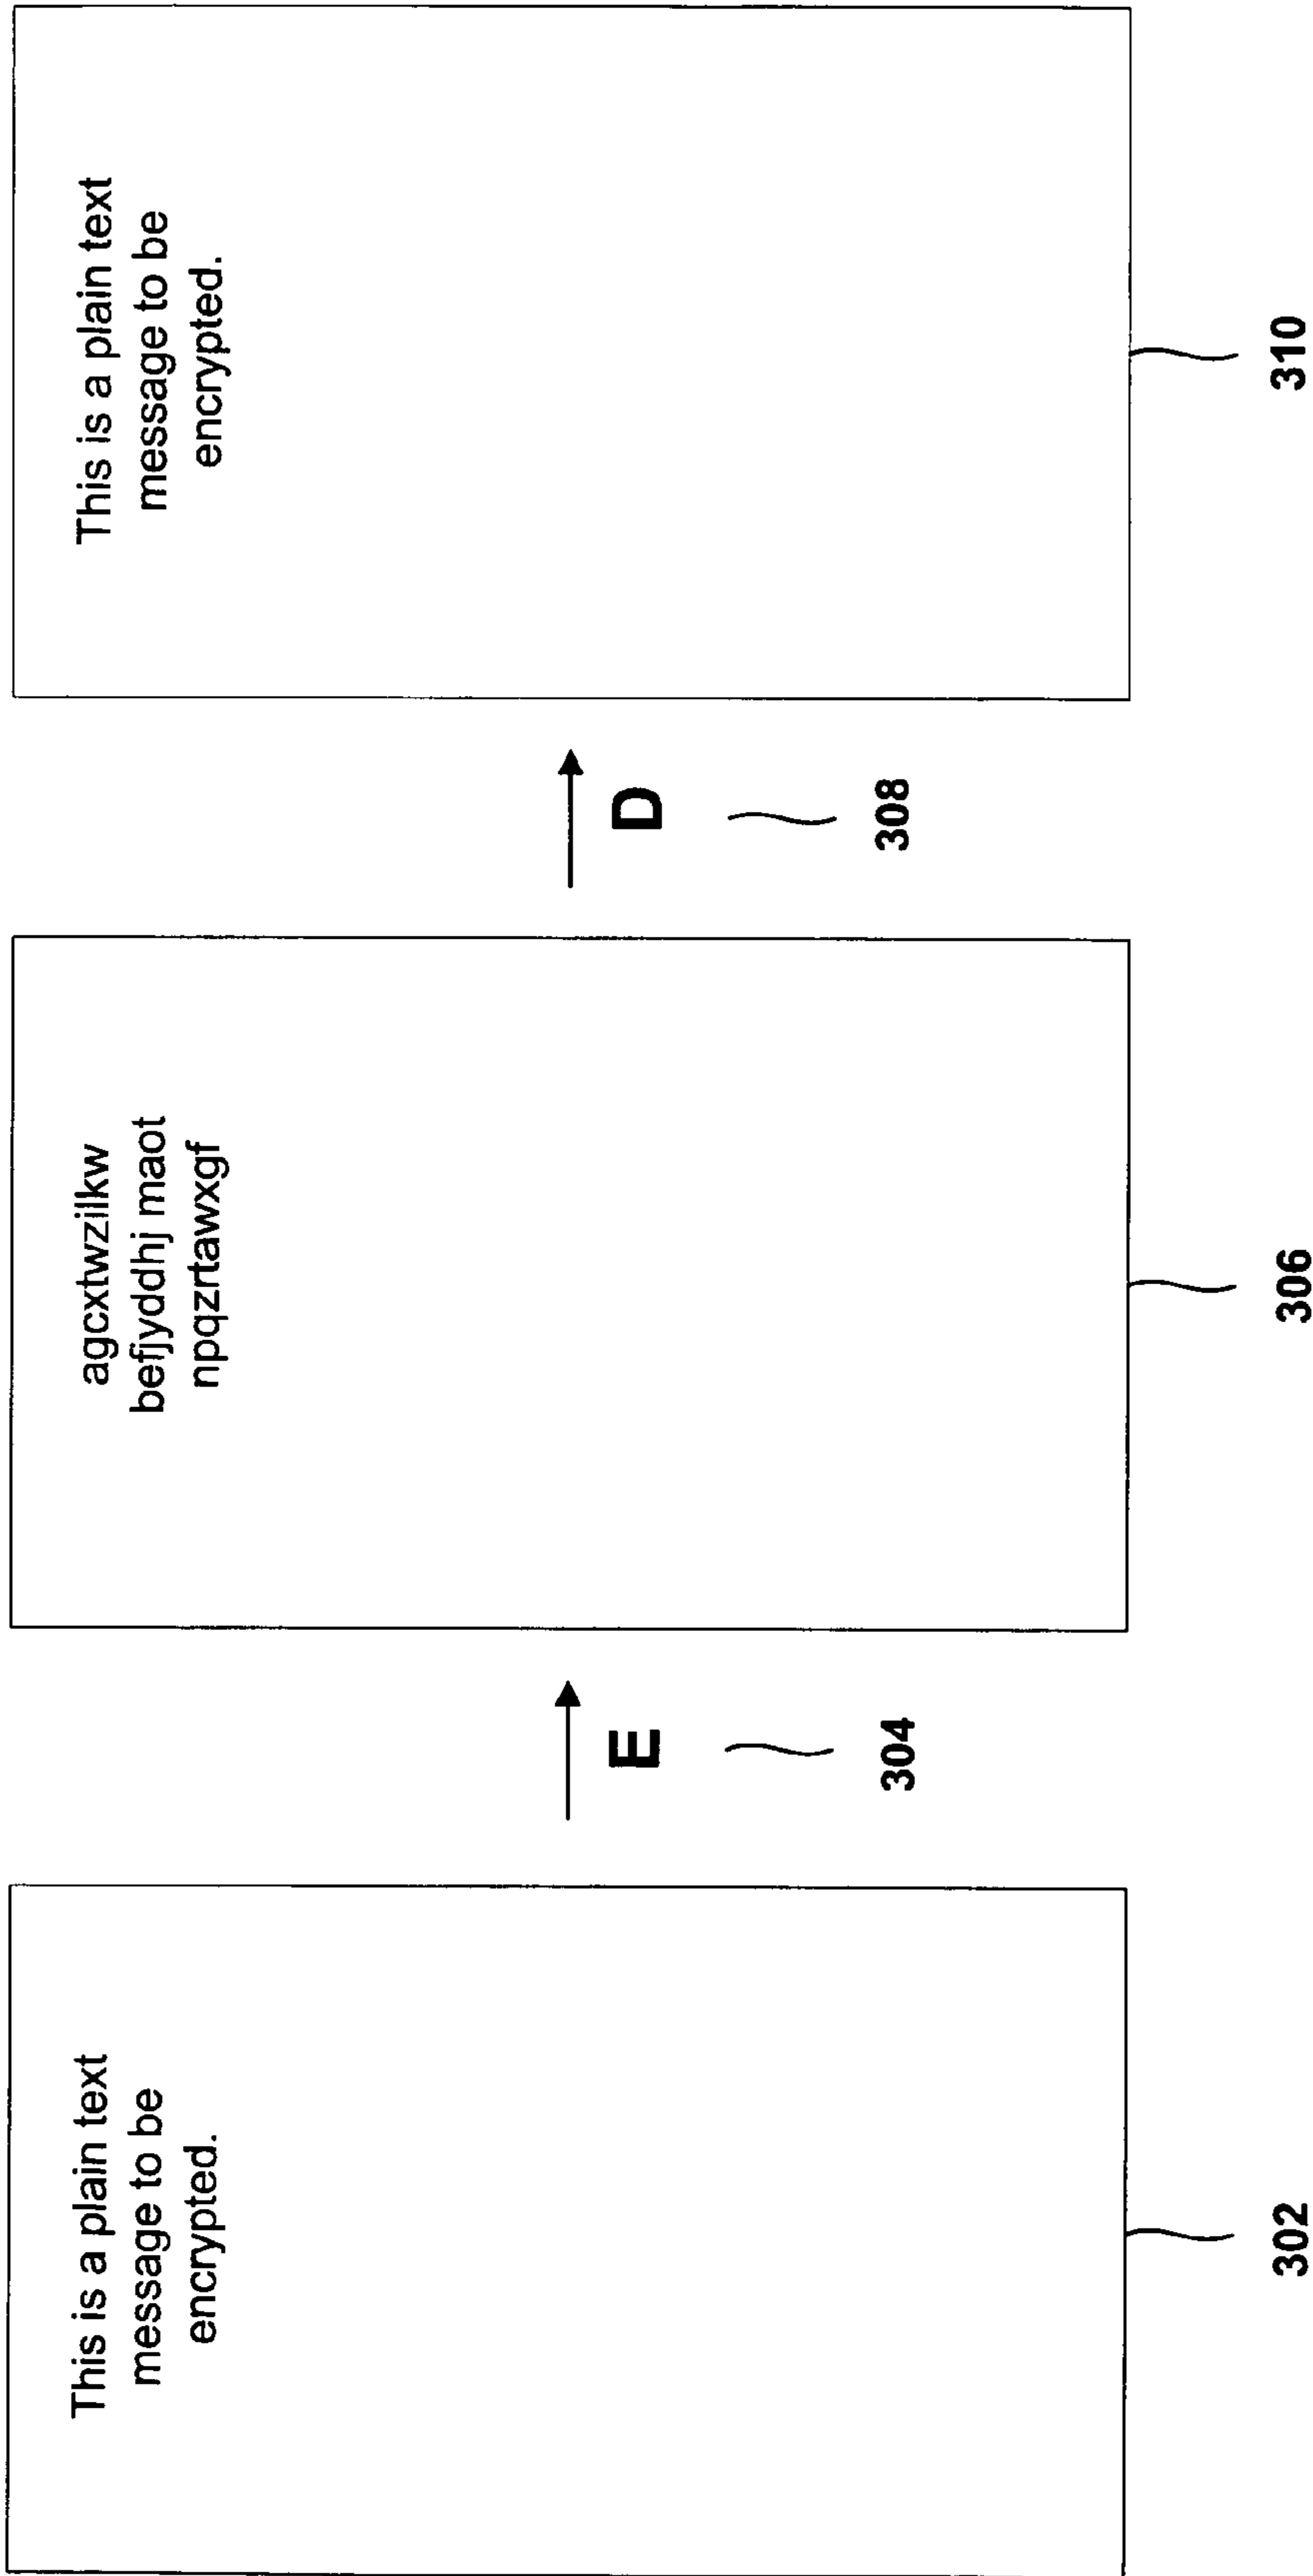 This is a plain text
message to be
encrypted.
302
E
304
agcxtwzilkw
befjyddhj maot
npqzrtawxgf
306
D
308
This is a plain text
message to be
encrypted.
310